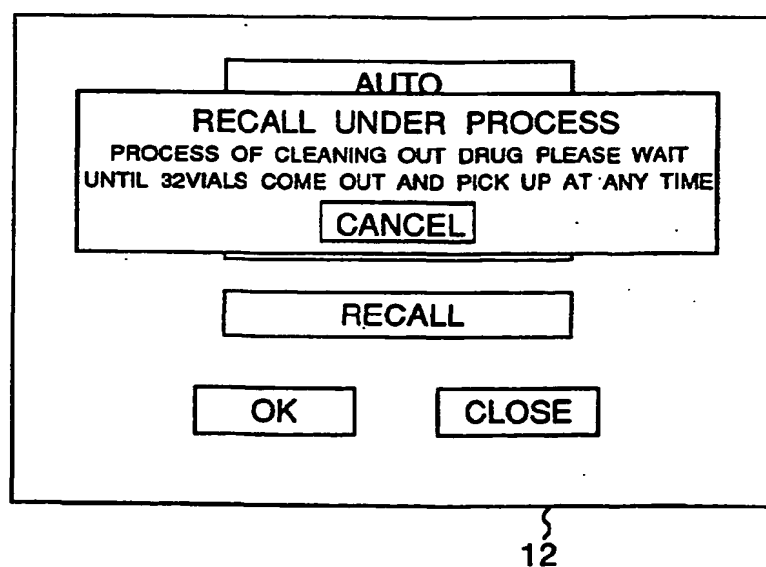 AUTO
RECALL UNDER PROCESS
PROCESS OF CLEANING OUT DRUG PLEASE WAIT
UNTIL 32VIALS COME OUT AND PICK UP AT ANY TIME
CANCEL
RECALL
OK CLOSE
12